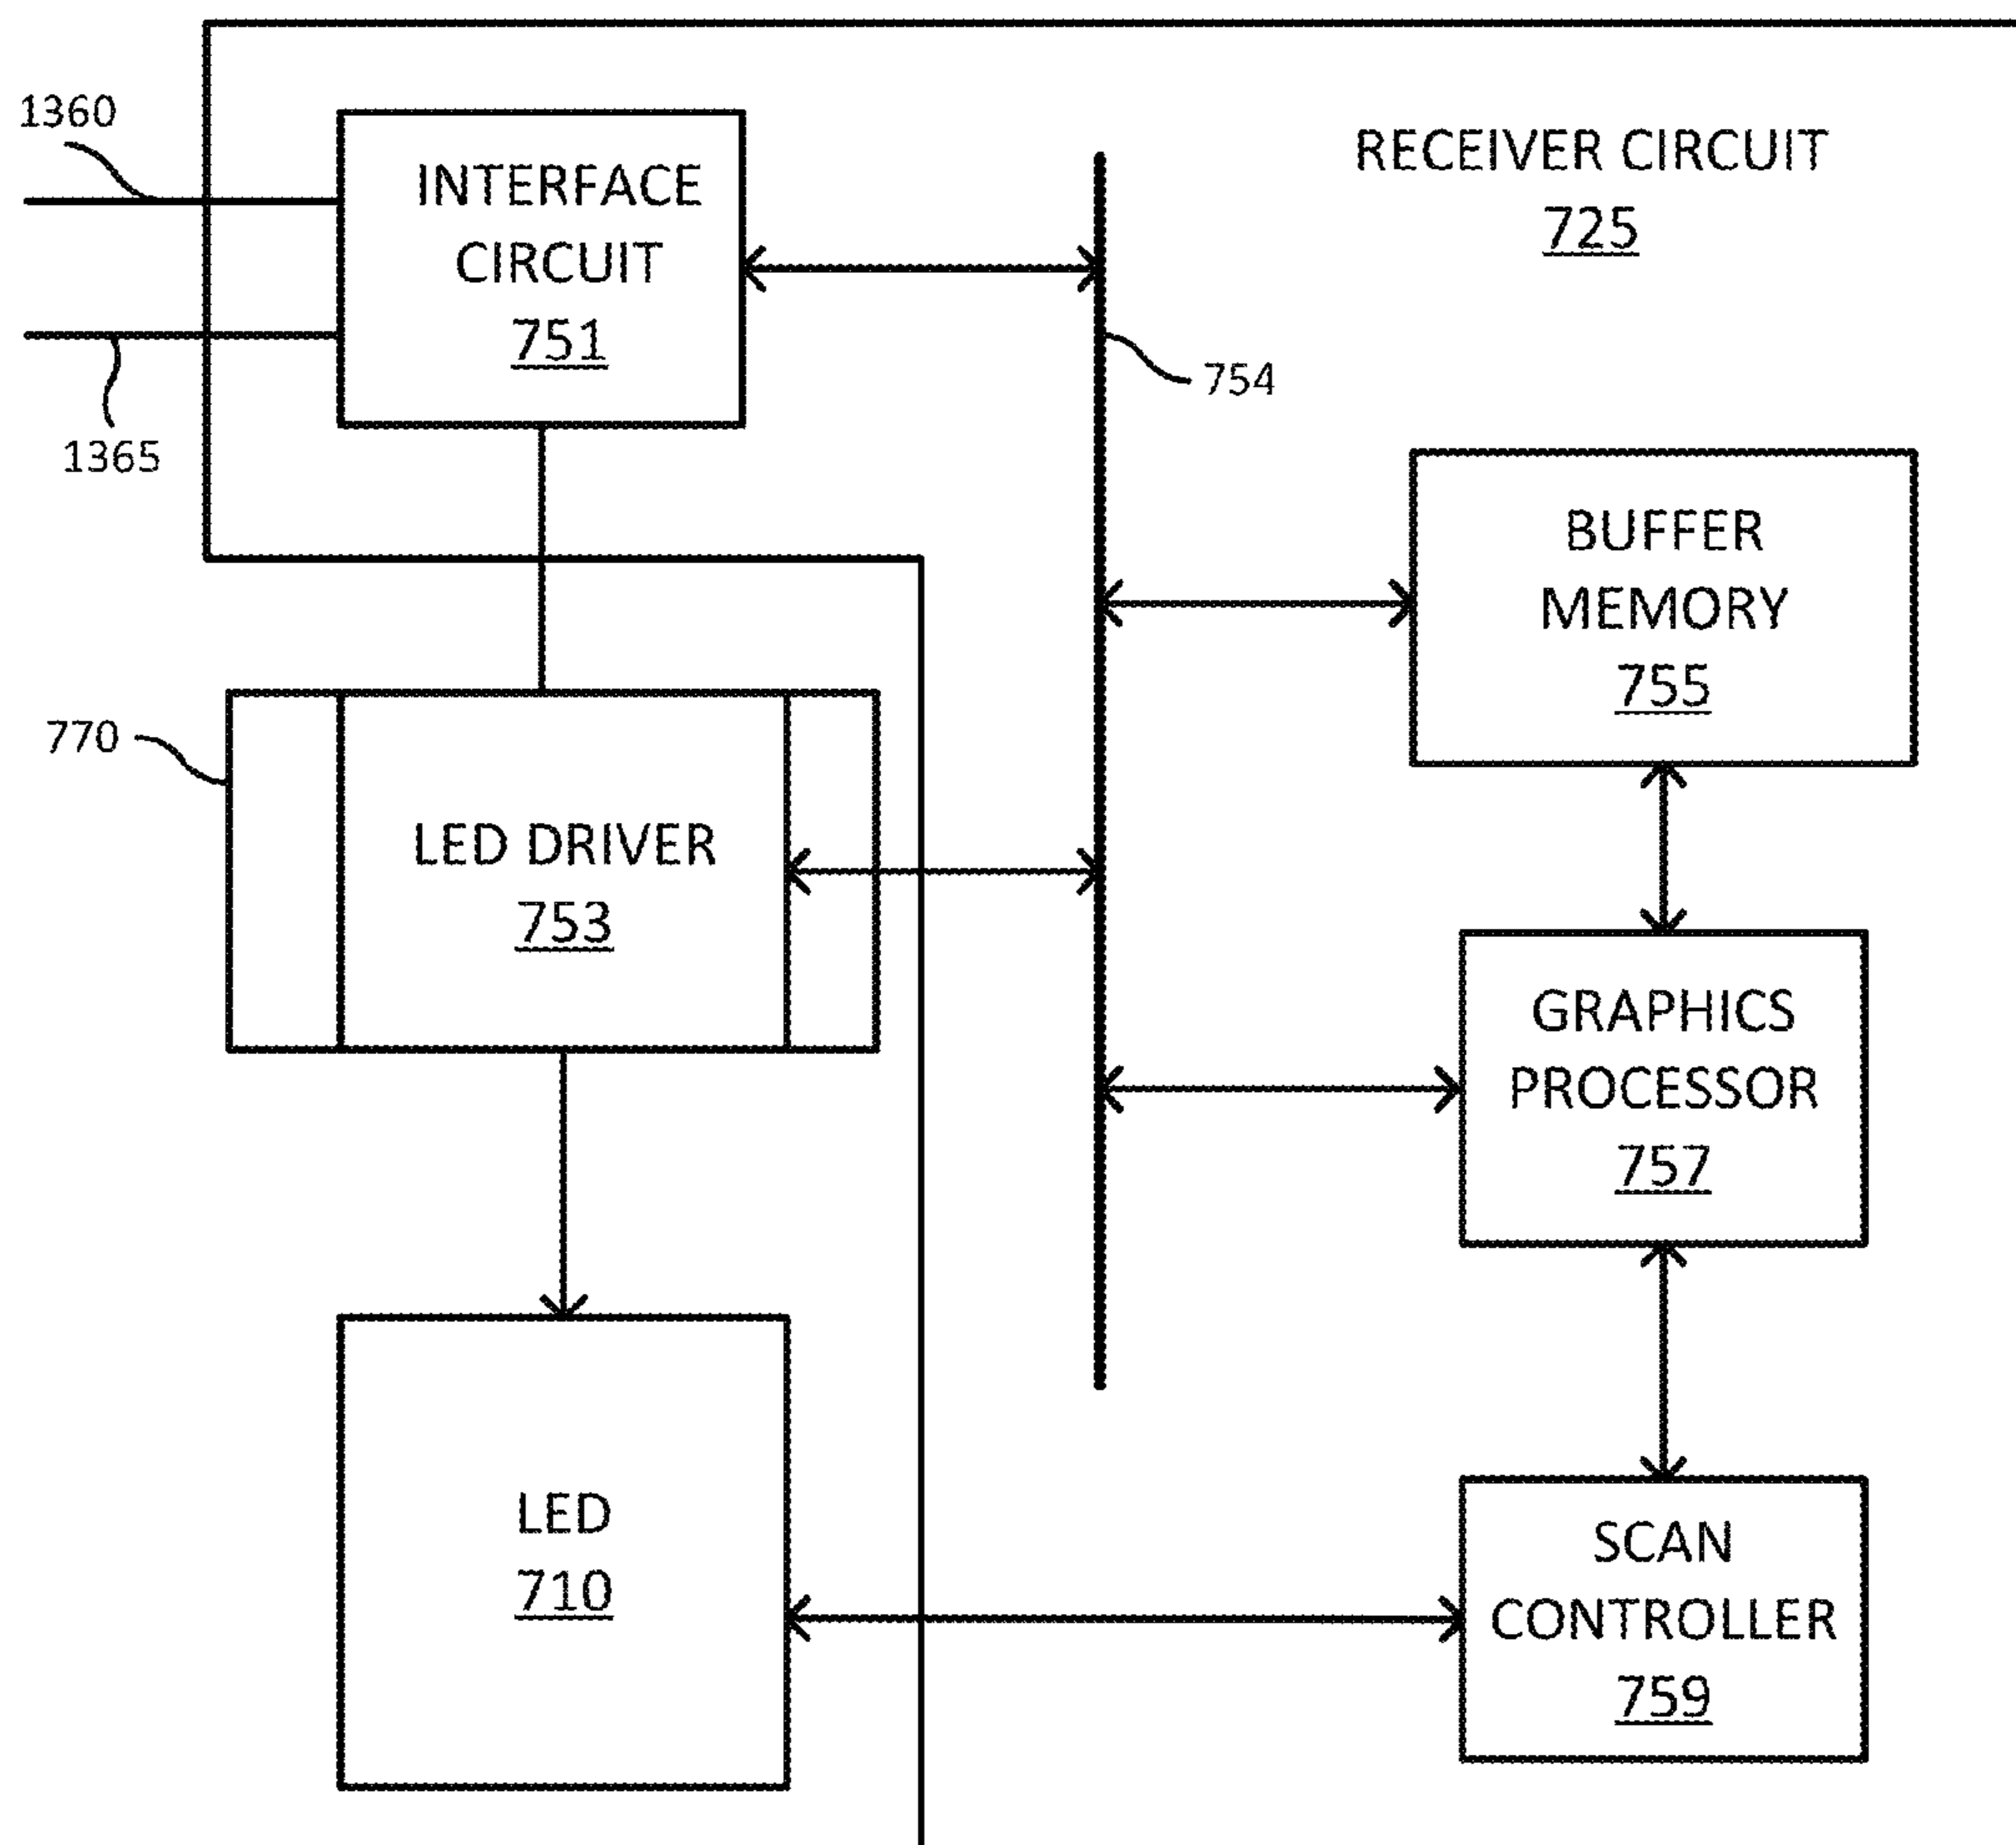 1360
INTERFACE
CIRCUIT
751
1365
RECEIVER CIRCUIT
725
754
BUFFER
MEMORY
755
770
LED DRIVER
753
GRAPHICS
PROCESSOR
757
LED
710
SCAN
CONTROLLER
759